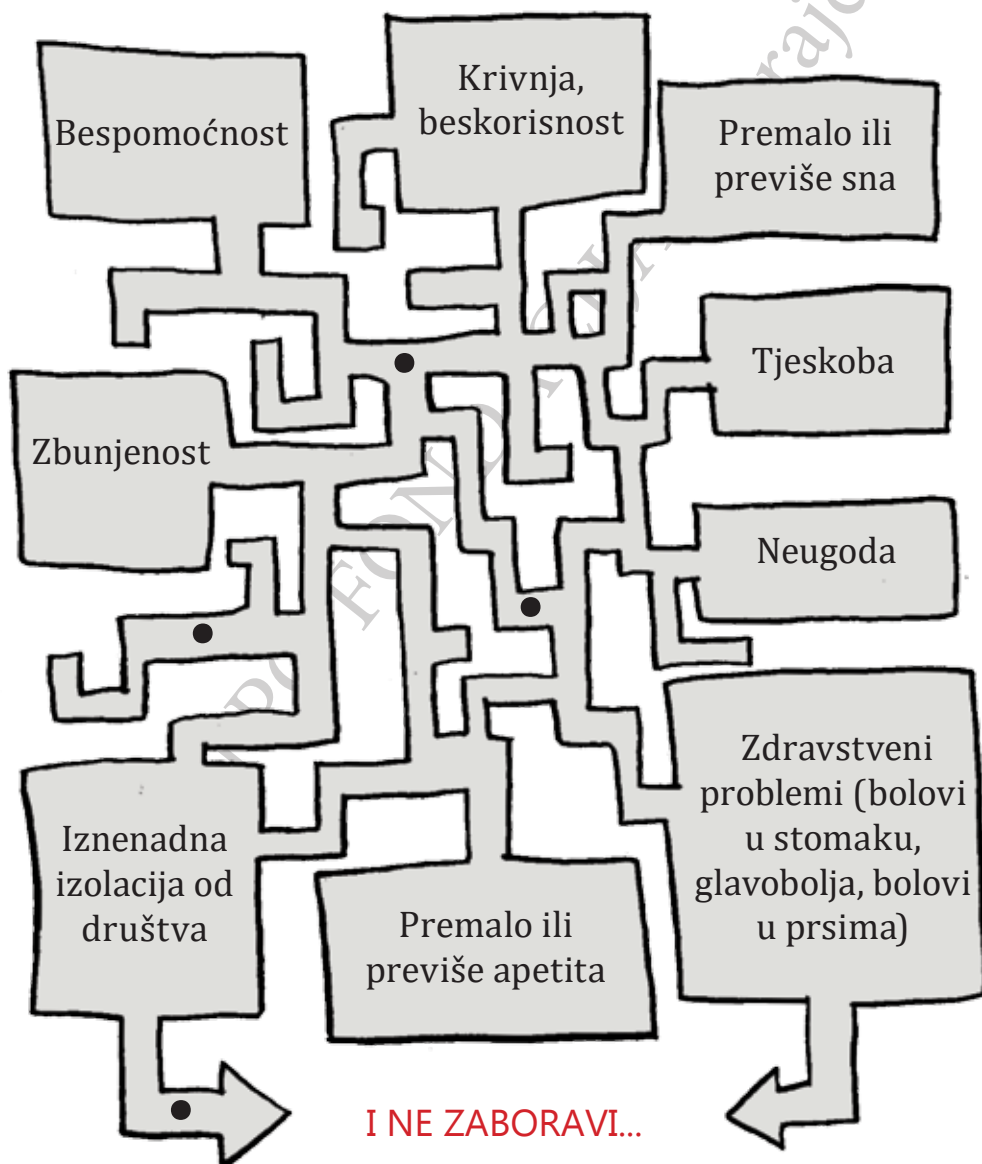 Bespomoćnost
Krivnja,
beskorisnost
Premalo ili
previše sna
Tjeskoba
Zbunjenost
Neugoda
Zdravstveni
problemi (bolovi
u stomaku,
glavobolja, bolovi
u prsima)
Iznenadna
izolacija od
društva
Premalo ili
previše apetita
I NE ZABORAVI...
FOND